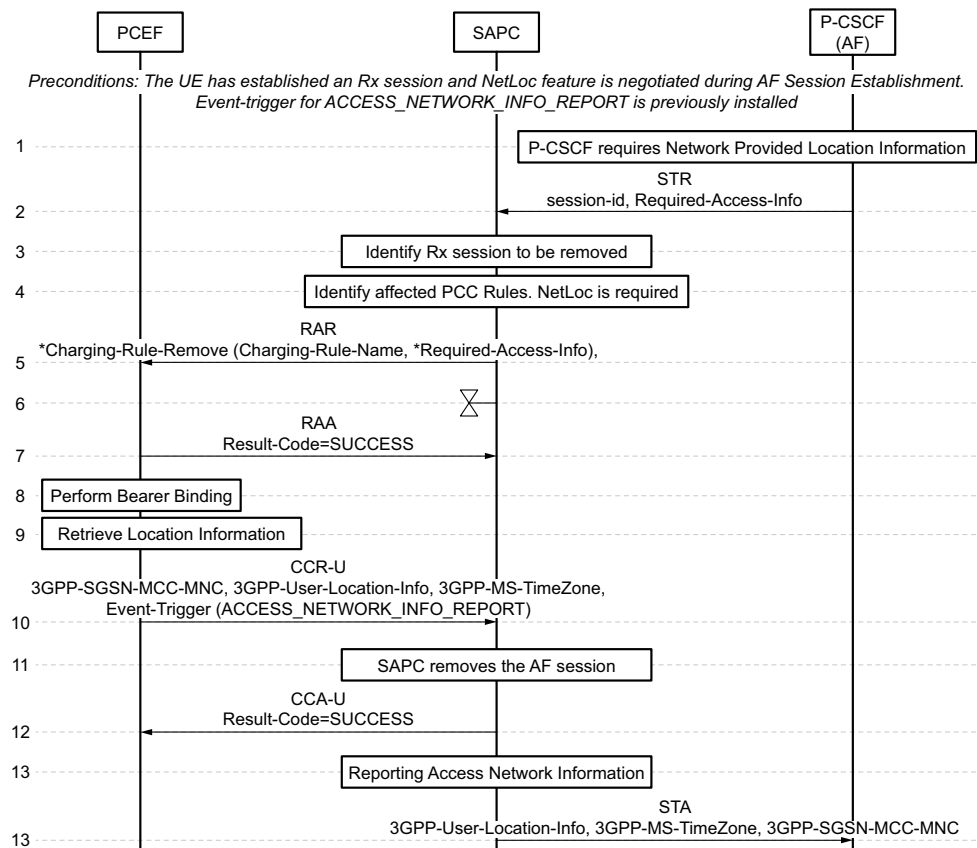 PCEF
SAPC
P-CSCF
(AF)
Preconditions: The UE has established an Rx session and NetLoc feature is negotiated during AF Session Establishment.
Event-trigger for ACCESS_NETWORK_INFO_REPORT is previously installed
1
P-CSCF requires Network Provided Location Information
STR
session-id, Required-Access-Info
2
3
Identify Rx session to be removed
4
Identify affected PCC Rules. NetLoc is required
RAR
*Charging-Rule-Remove (Charging-Rule-Name, *Required-Access-Info),
5
6
RAA
Result-Code=SUCCESS
7
8
Perform Bearer Binding
9
Retrieve Location Information
CCR-U
3GPP-SGSN-MCC-MNC, 3GPP-User-Location-Info, 3GPP-MS-TimeZone,
Event-Trigger (ACCESS_NETWORK_INFO_REPORT)
10
11
SAPC removes the AF session
CCA-U
Result-Code=SUCCESS
12
13
Reporting Access Network Information
STA
3GPP-User-Location-Info, 3GPP-MS-TimeZone, 3GPP-SGSN-MCC-MNC
13